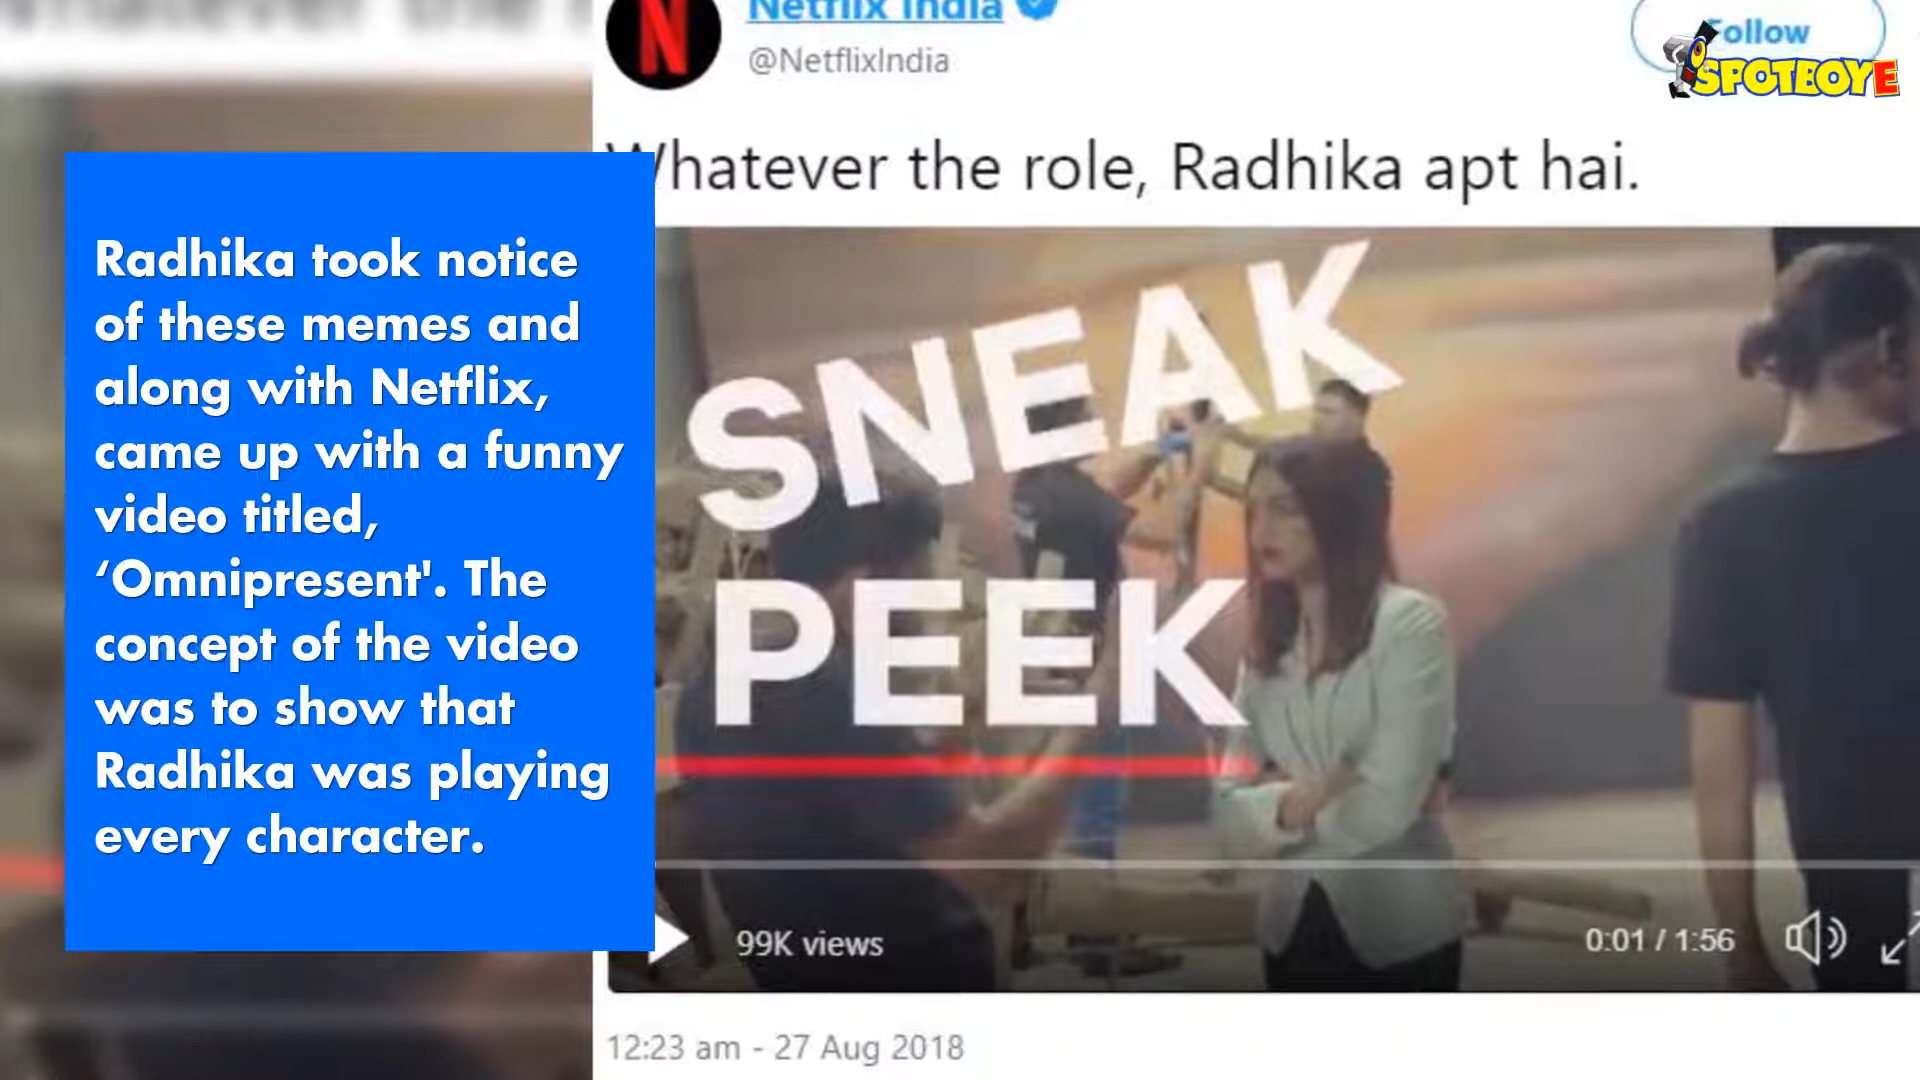 Netflix India
@NetflixIndia
Follow
SPOTBOYE
Whatever the role, Radhika apt hai.
Radhika took notice
of these memes and
along with Netflix,
came up with a funny
video titled,
‘Omnipresent'. The
concept of the video
was to show that
Radhika was playing
every character.
SNEAK
PEEK
99K views
0:01 / 1:56
12:23 am - 27 Aug 2018